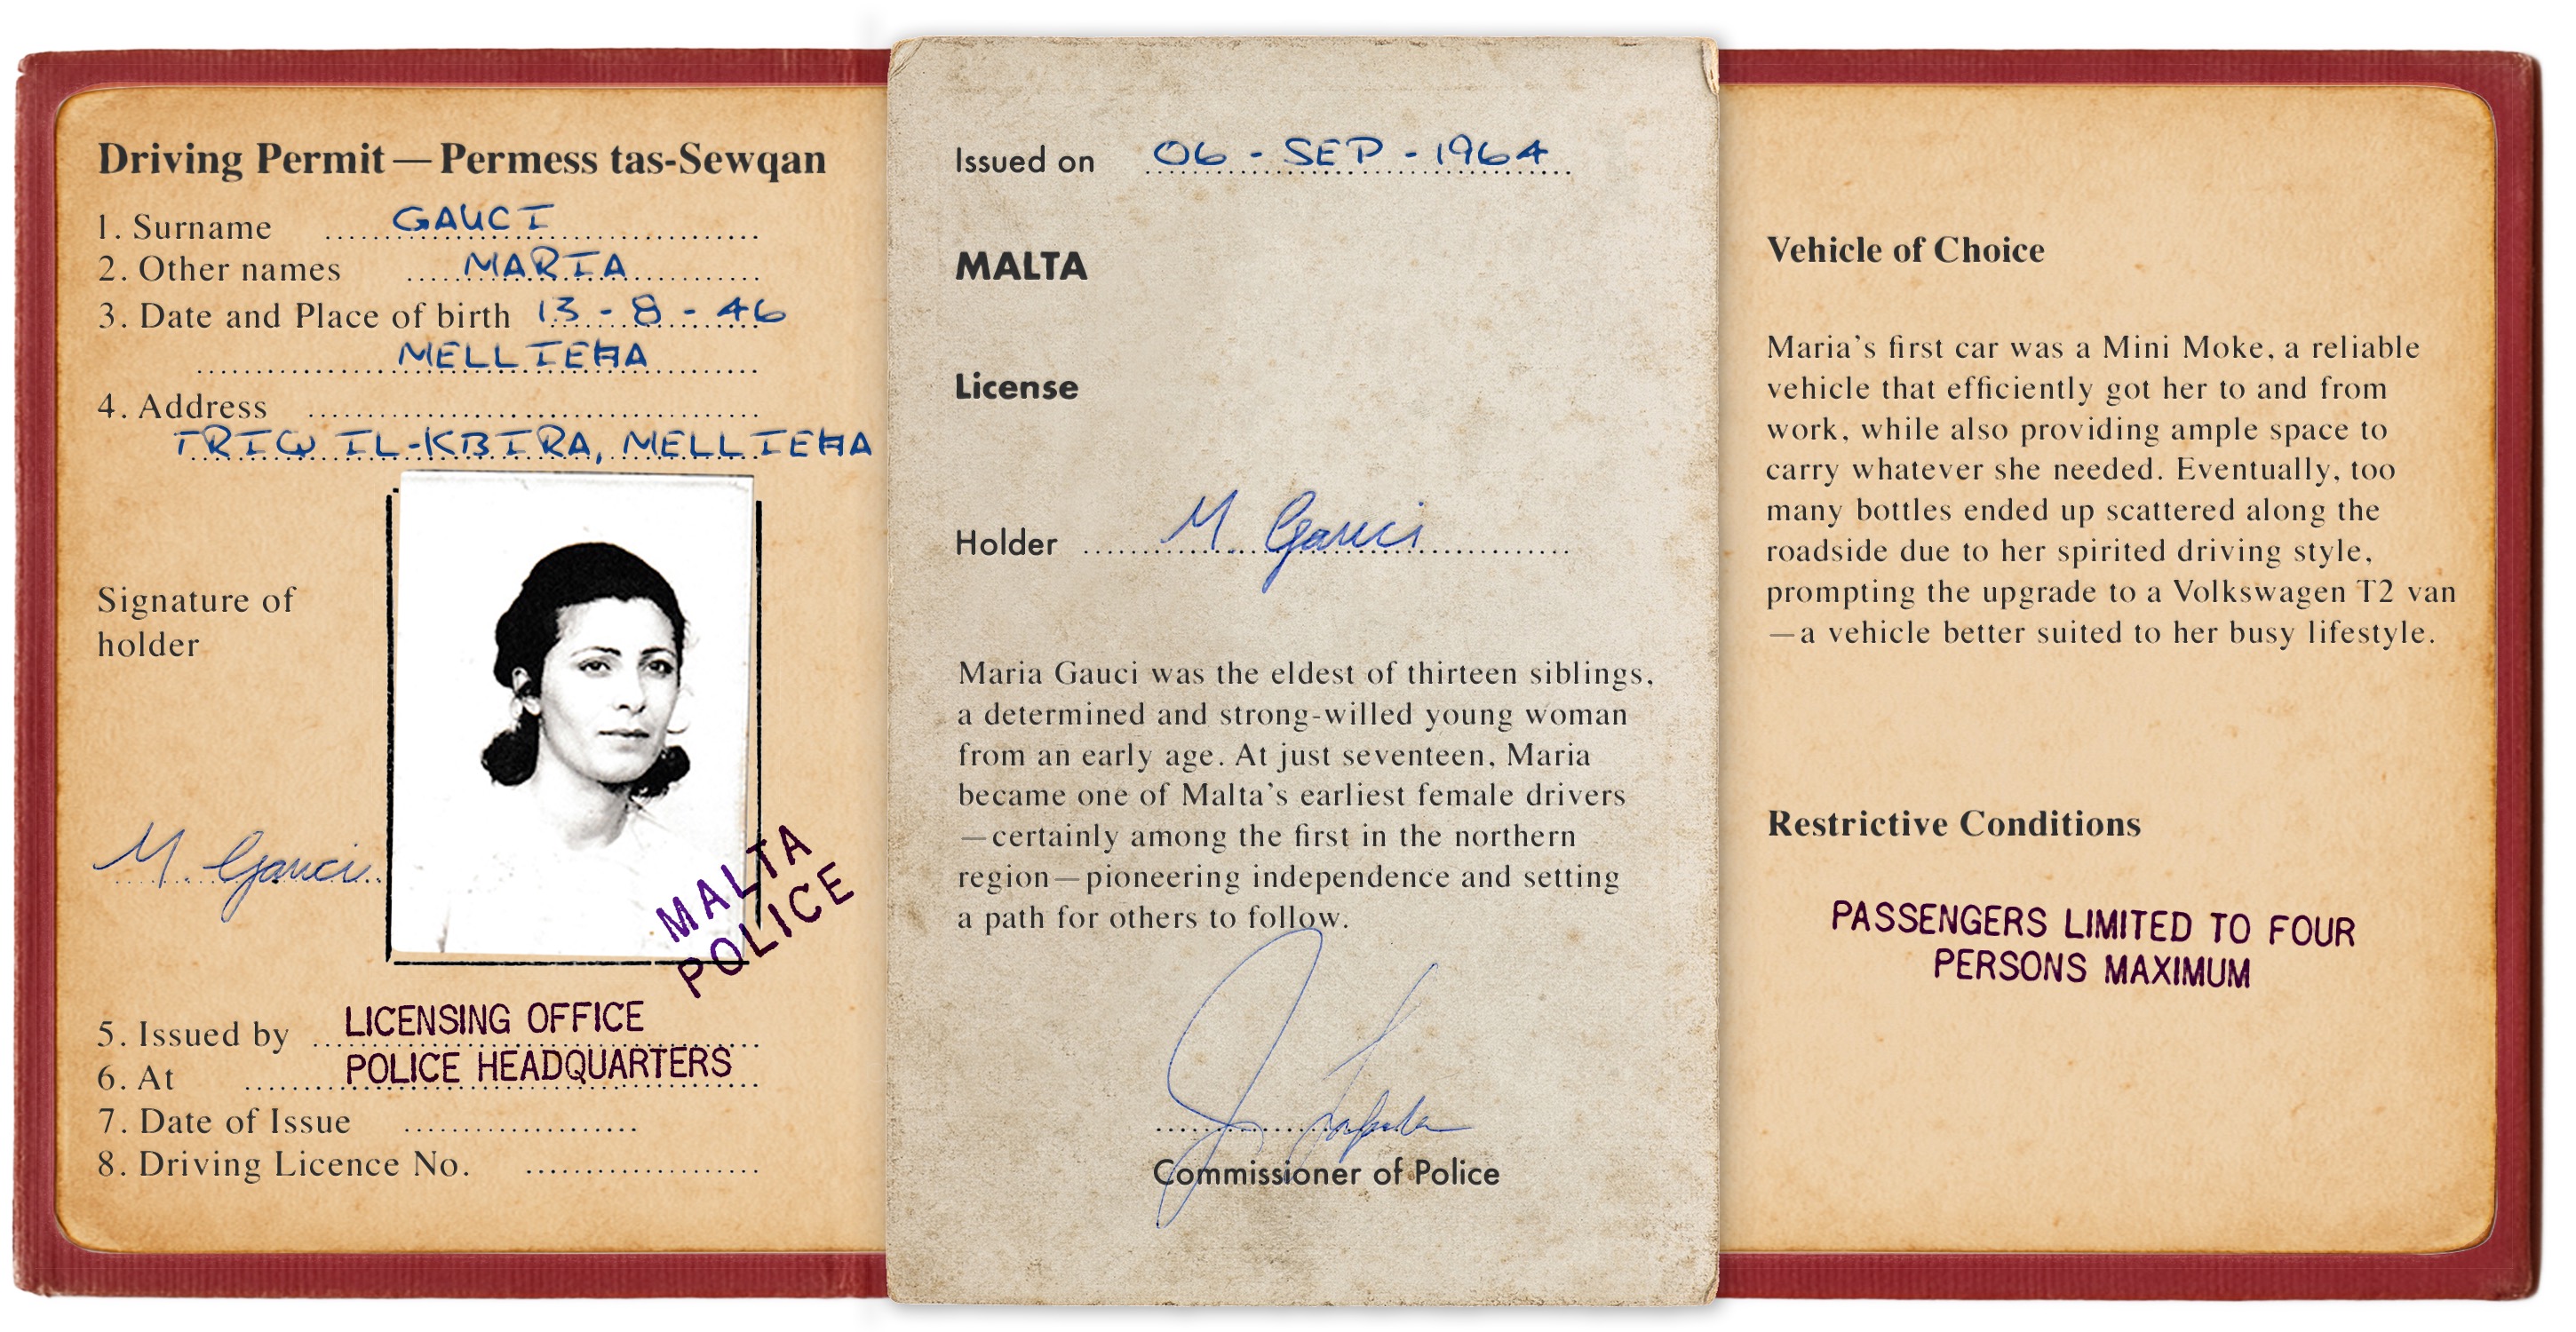 Driving Permit — Permess tas-Sewqan
1. Surname GAUCI
2. Other names MARIA
3. Date and Place of birth 13 - 8 - 46
MELLIEĦA
4. Address
TRIQ IL-KBIRA, MELLIEĦA
Signature of
holder
M. Gauci
MALTA
POLICE
5. Issued by LICENSING OFFICE
6. At POLICE HEADQUARTERS
7. Date of Issue
8. Driving Licence No.
Issued on 06 - SEP - 1964
MALTA
License
Holder M. Gauci
Maria Gauci was the eldest of thirteen siblings,
a determined and strong-willed young woman
from an early age. At just seventeen, Maria
became one of Malta's earliest female drivers
—certainly among the first in the northern
region—pioneering independence and setting
a path for others to follow.
Commissioner of Police
Vehicle of Choice
Maria's first car was a Mini Moke, a reliable
vehicle that efficiently got her to and from
work, while also providing ample space to
carry whatever she needed. Eventually, too
many bottles ended up scattered along the
roadside due to her spirited driving style,
prompting the upgrade to a Volkswagen T2 van
—a vehicle better suited to her busy lifestyle.
Restrictive Conditions
PASSENGERS LIMITED TO FOUR
PERSONS MAXIMUM